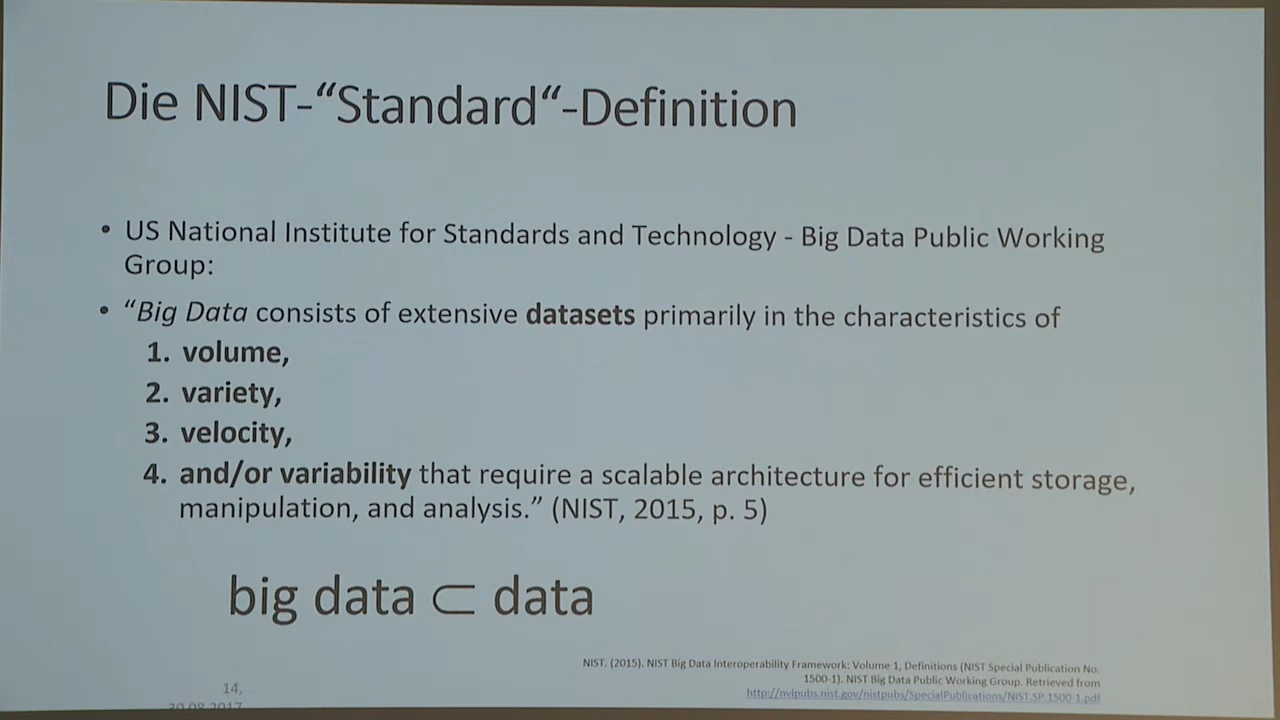 Die NIST-“Standard“-Definition
• US National Institute for Standards and Technology - Big Data Public Working
Group:
• “Big Data consists of extensive datasets primarily in the characteristics of
1. volume,
2. variety,
3. velocity,
4. and/or variability that require a scalable architecture for efficient storage,
manipulation, and analysis.” (NIST, 2015, p. 5)
big data ⊂ data
NIST. (2015). NIST Big Data Interoperability Framework: Volume 1, Definitions (NIST Special Publication No.
1500-1). NIST Big Data Public Working Group. Retrieved from
http://nvlpubs.nist.gov/nistpubs/SpecialPublications/NIST.SP.1500-1.pdf
14,
30.08.2017